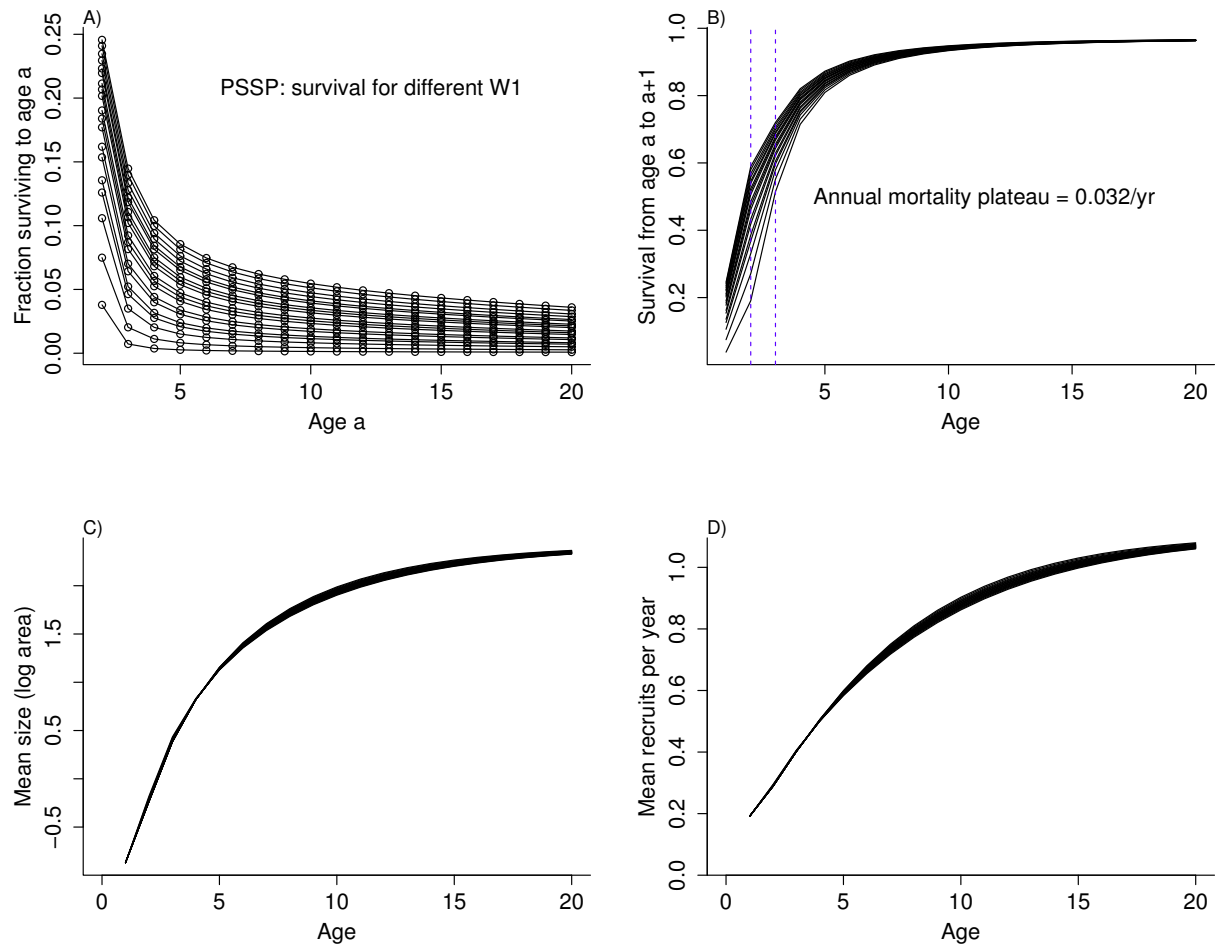 A)
Fraction surviving to age a
0.25
0.20
0.15
0.10
0.05
0.00
PSSP: survival for different W1
5 10 15 20
Age a
B)
Survival from age a to a+1
1.0
0.8
0.6
0.4
0.2
Annual mortality plateau = 0.032/yr
5 10 15 20
Age
C)
Mean size (log area)
1.5
0.5
−0.5
0 5 10 15 20
Age
D)
Mean recruits per year
1.0
0.8
0.6
0.4
0.2
0.0
0 5 10 15 20
Age